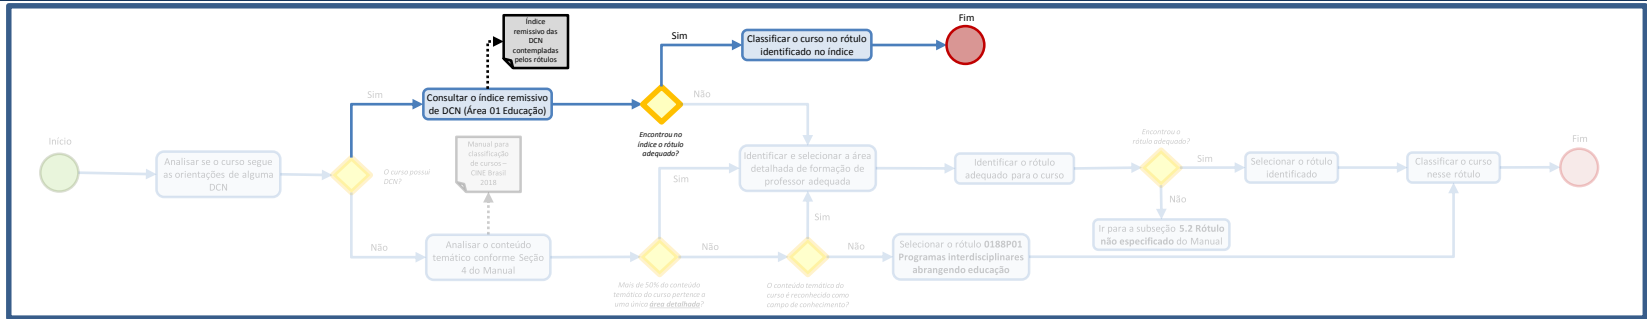 Índice
remissivo das
DCN
contempladas
pelos rótulos
Fim
Sim
Classificar o curso no rótulo
identificado no índice
Sim
Consultar o índice remissivo
de DCN (Área 01 Educação)
Não
Encontrou no
índice o rótulo
adequado?
Início
Analisar se o curso segue
as orientações de alguma
DCN
O curso possui
DCN?
Manual para
classificação
de cursos –
CINE Brasil
2018
Identificar e selecionar a área
detalhada de formação de
professor adequada
Sim
Identificar o rótulo
adequado para o curso
Encontrou o
rótulo adequado?
Sim
Selecionar o rótulo
identificado
Classificar o curso
nesse rótulo
Fim
Não
Ir para a subseção 5.2 Rótulo
não especificado do Manual
Não
Analisar o conteúdo
temático conforme Seção
4 do Manual
Não
Sim
Não
Selecionar o rótulo 0188P01
Programas interdisciplinares
abrangendo educação
Mais de 50% do conteúdo
temático do curso pertence a
uma única área detalhada?
O conteúdo temático do
curso é reconhecido como
campo de conhecimento?